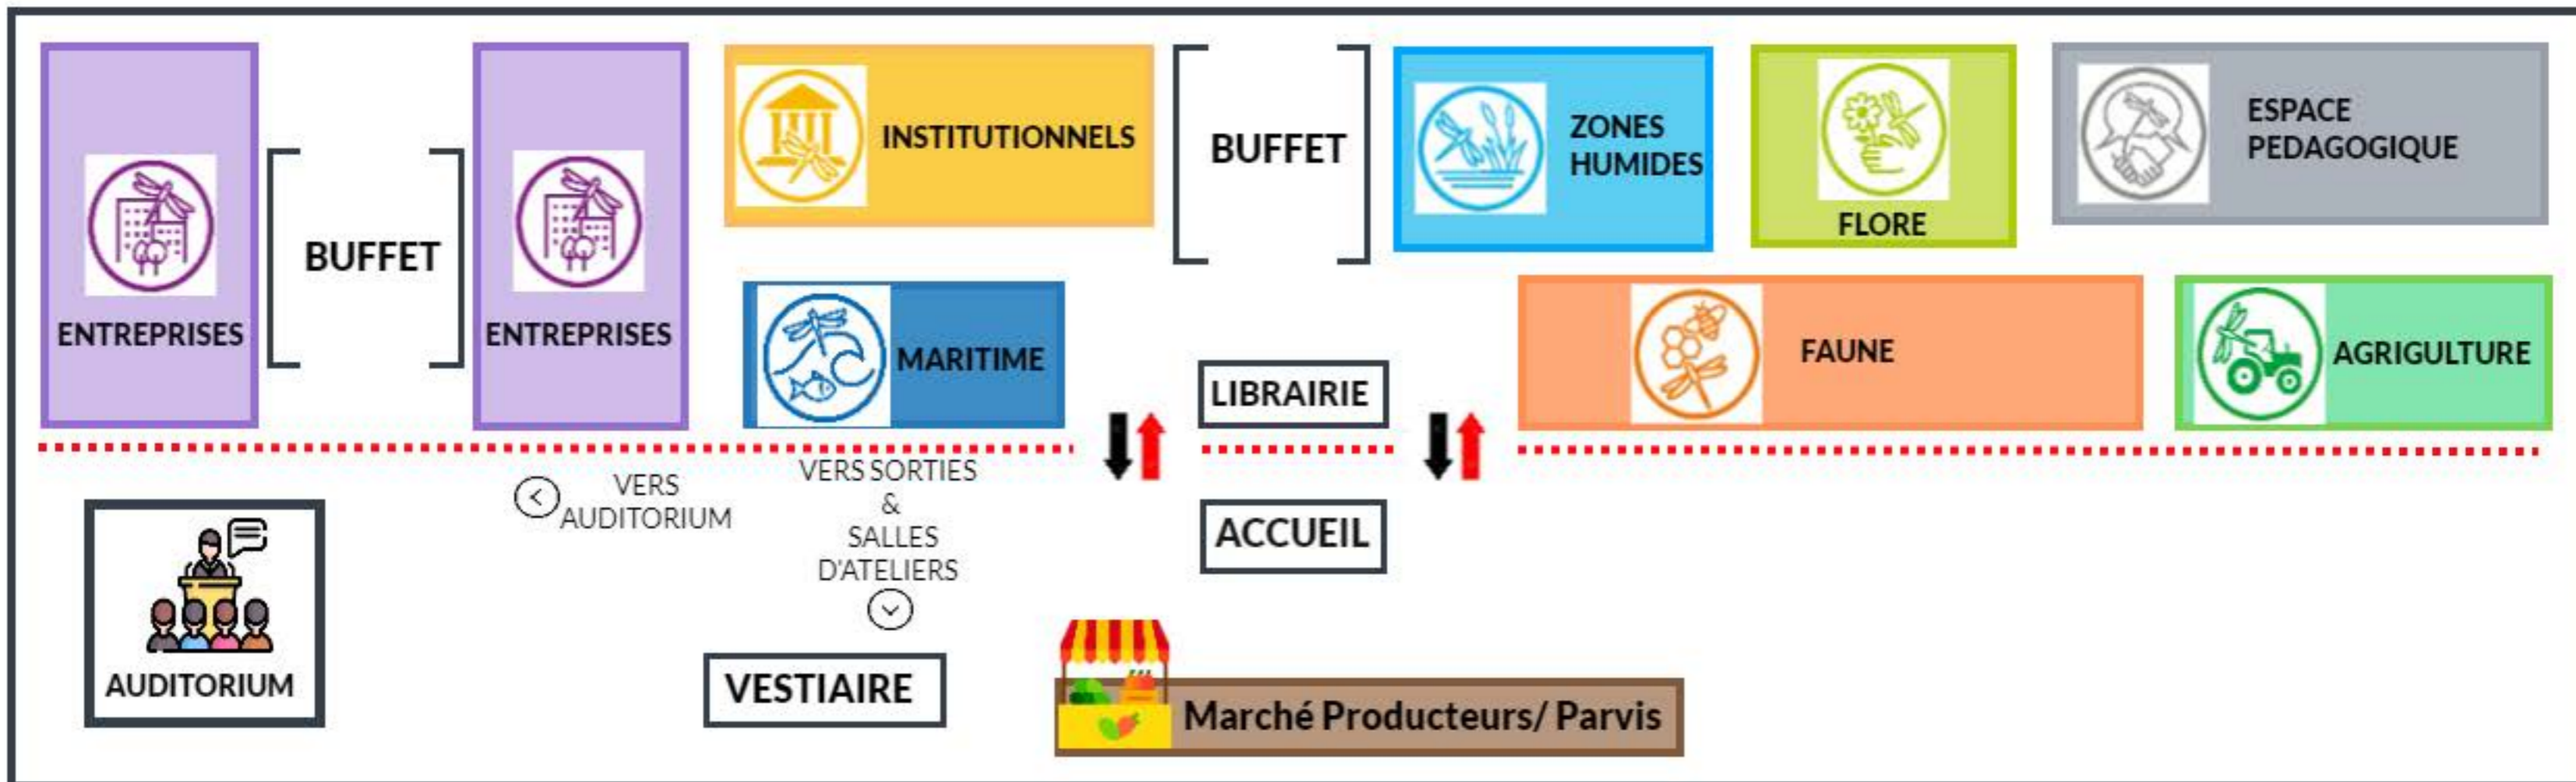 ENTREPRISES
BUFFET
ENTREPRISES
INSTITUTIONNELS
MARITIME
BUFFET
LIBRAIRIE
ZONES
HUMIDES
FLORE
ESPACE
PEDAGOGIQUE
FAUNE
AGRIGULTURE
VERS
AUDITORIUM
VERS SORTIES
&
SALLES
D'ATELIERS
ACCUEIL
AUDITORIUM
VESTIAIRE
Marché Producteurs/ Parvis